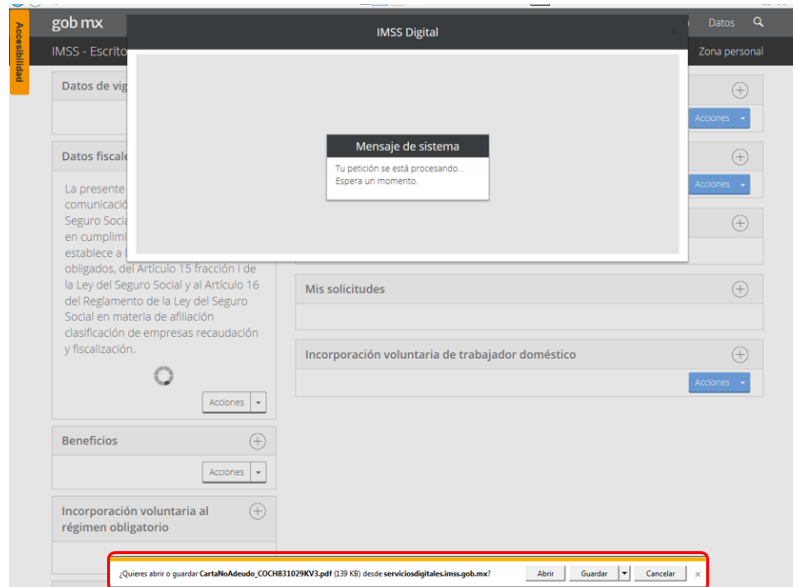 Accesibilidad
gob mx
IMSS Digital
Datos
IMSS - Escrito
Zona personal
Datos de vig
Acciones
Datos fiscale
Acciones
Mensaje de sistema
Tu petición se está procesando...
Espera un momento.
La presente
comunicació
Seguro Socia
en cumplimi
establece a l
obligados, del Artículo 15 fracción I de
la Ley del Seguro Social y al Artículo 16
del Reglamento de la Ley del Seguro
Social en materia de afiliación
clasificación de empresas recaudación
y fiscalización.
Acciones
Mis solicitudes
Incorporación voluntaria de trabajador doméstico
Acciones
Beneficios
Acciones
Incorporación voluntaria al
régimen obligatorio
¿Quieres abrir o guardar CartaNoAdeudo_COCH831029KV3.pdf (139 KB) desde serviciosdigitales.imss.gob.mx?
Abrir
Guardar
Cancelar